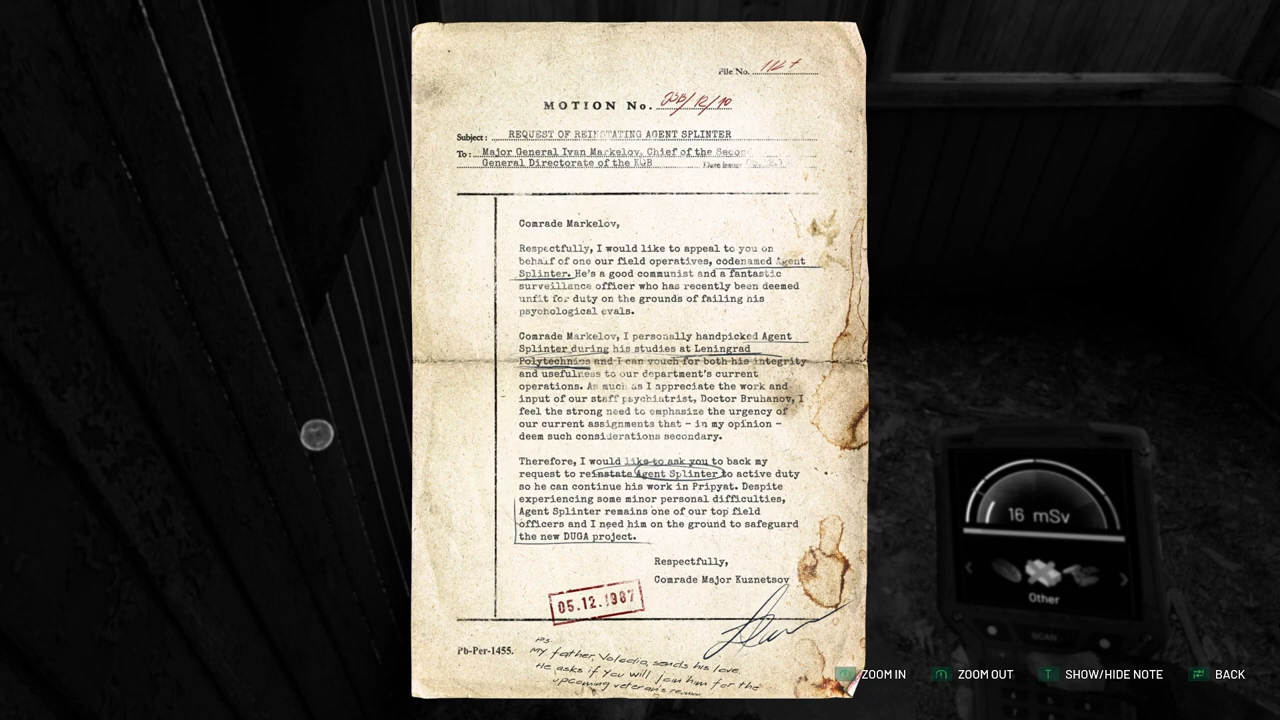 File No. 114
MOTION No. 23B/12/10
Subject: REQUEST OF REINSTATING AGENT SPLINTER
To: Major General Ivan Markelov, Chief of the Second
General Directorate of the KGB
Comrade Markelov,
Respectfully, I would like to appeal to you on
behalf of one our field operatives, codenamed Agent
Splinter. He's a good communist and a fantastic
surveillance officer who has recently been deemed
unfit for duty on the grounds of failing his
psychological evals.
Comrade Markelov, I personally handpicked Agent
Splinter during his studies at Leningrad
Polytechnics and I can vouch for both his integrity
and usefulness to our department's current
operations. As much as I appreciate the work and
input of our staff psychiatrist, Doctor Bruhanov, I
feel the strong need to emphasize the urgency of
our current assignments that - in my opinion -
deem such considerations secondary.
Therefore, I would like to ask you to back my
request to reinstate Agent Splinter to active duty
so he can continue his work in Pripyat. Despite
experiencing some minor personal difficulties,
Agent Splinter remains one of our top field
officers and I need him on the ground to safeguard
the new DUGA project.
Respectfully,
Comrade Major Kuznetsov
05.12.1987
Pb-Per-1455.
PS.
My father, Volodia, sends his love.
He asks if you will join him for the
upcoming veteran's reunion
16 mSv
Other
SCAN
ZOOM IN
ZOOM OUT
T SHOW/HIDE NOTE
BACK